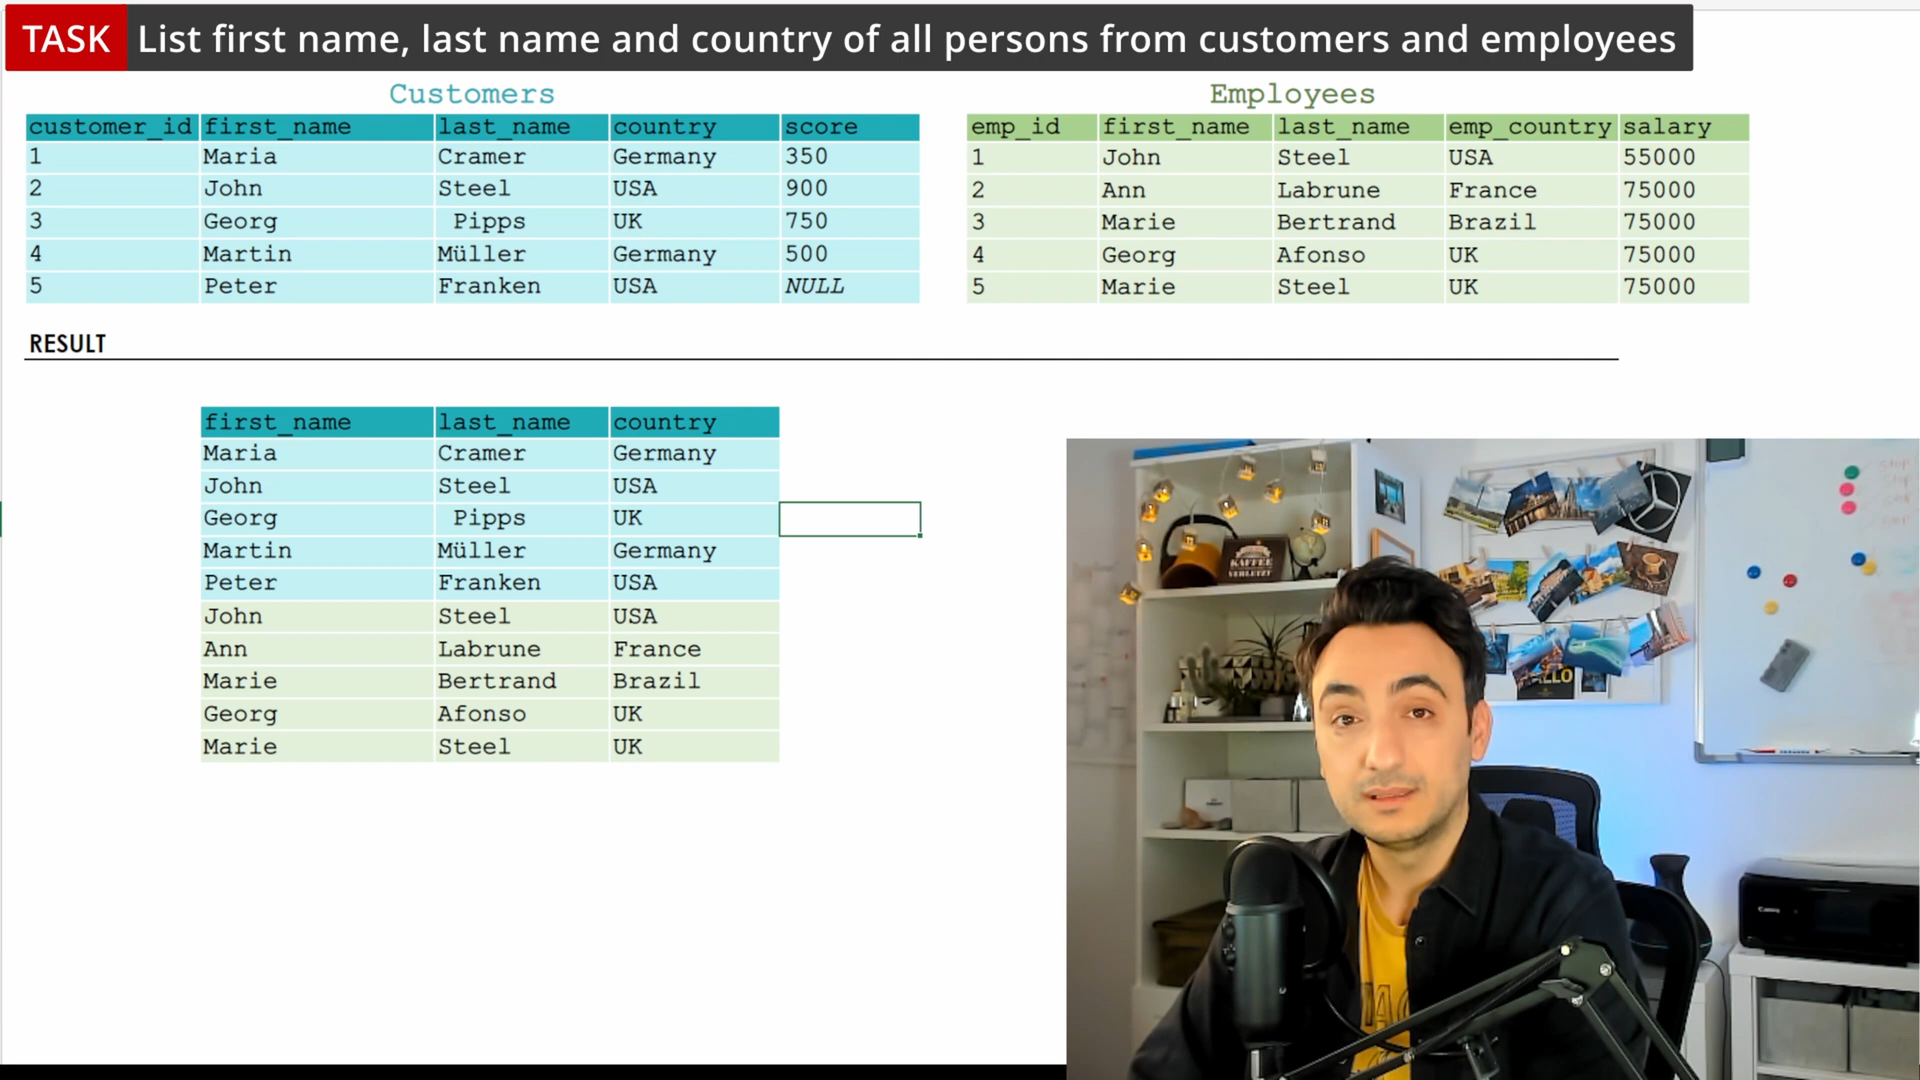 TASK List first name, last name and country of all persons from customers and employees
Customers
customer_id first_name last_name country score
1 Maria Cramer Germany 350
2 John Steel USA 900
3 Georg Pipps UK 750
4 Martin Müller Germany 500
5 Peter Franken USA NULL
Employees
emp_id first_name last_name emp_country salary
1 John Steel USA 55000
2 Ann Labrune France 75000
3 Marie Bertrand Brazil 75000
4 Georg Afonso UK 75000
5 Marie Steel UK 75000
RESULT
first_name last_name country
Maria Cramer Germany
John Steel USA
Georg Pipps UK
Martin Müller Germany
Peter Franken USA
John Steel USA
Ann Labrune France
Marie Bertrand Brazil
Georg Afonso UK
Marie Steel UK
KAFFEE
Canon